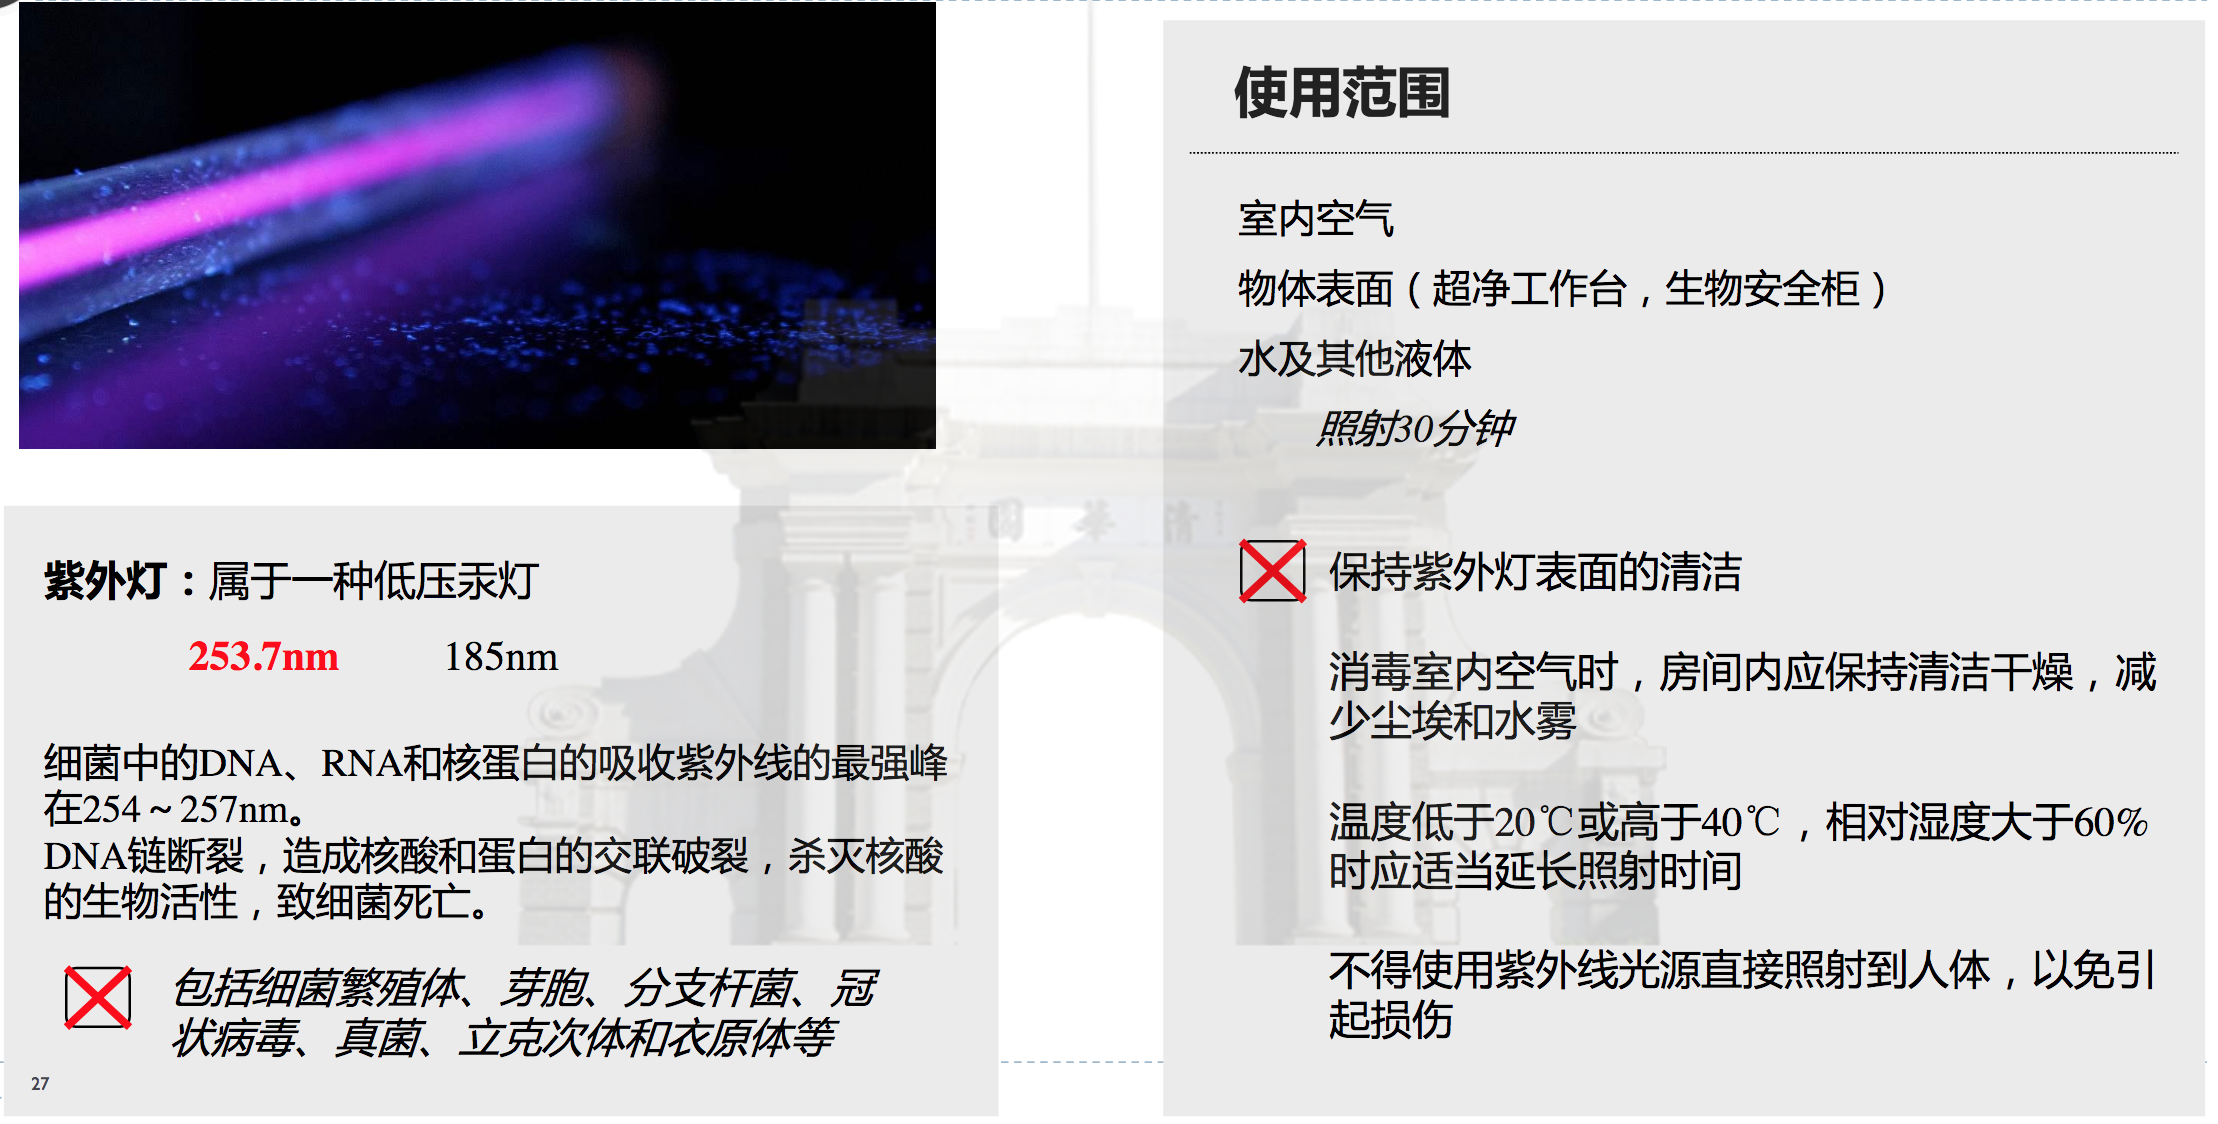 紫外灯：属于一种低压汞灯
253.7nm 185nm
细菌中的DNA、RNA和核蛋白的吸收紫外线的最强峰
在254～257nm。
DNA链断裂，造成核酸和蛋白的交联破裂，杀灭核酸
的生物活性，致细菌死亡。
包括细菌繁殖体、芽胞、分支杆菌、冠
状病毒、真菌、立克次体和衣原体等
27
使用范围
室内空气
物体表面（超净工作台，生物安全柜）
水及其他液体
照射30分钟
保持紫外灯表面的清洁
消毒室内空气时，房间内应保持清洁干燥，减
少尘埃和水雾
温度低于20℃或高于40℃，相对湿度大于60%
时应适当延长照射时间
不得使用紫外线光源直接照射到人体，以免引
起损伤
園華清